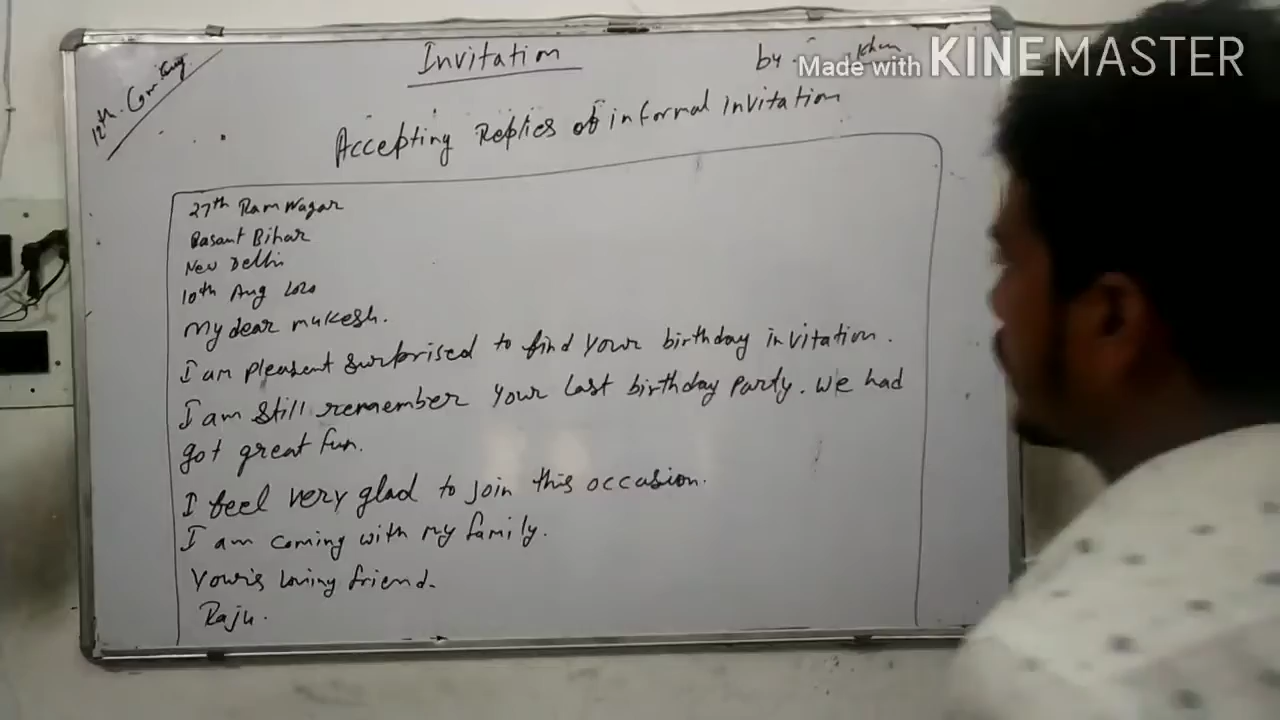 12th.
Invitation
by Khan
Made with KINEMASTER
Accepting Replies of informal invitation
27th Ram Nagar
Basant Bihar
New Delhi
10th Aug 2020
My dear mukesh.
I am pleasent surprised to find your birthday invitation.
I am still remember your last birthday party. we had
got great fun.
I feel very glad to join this occasion.
I am coming with my family.
Your's loving friend.
Raju.